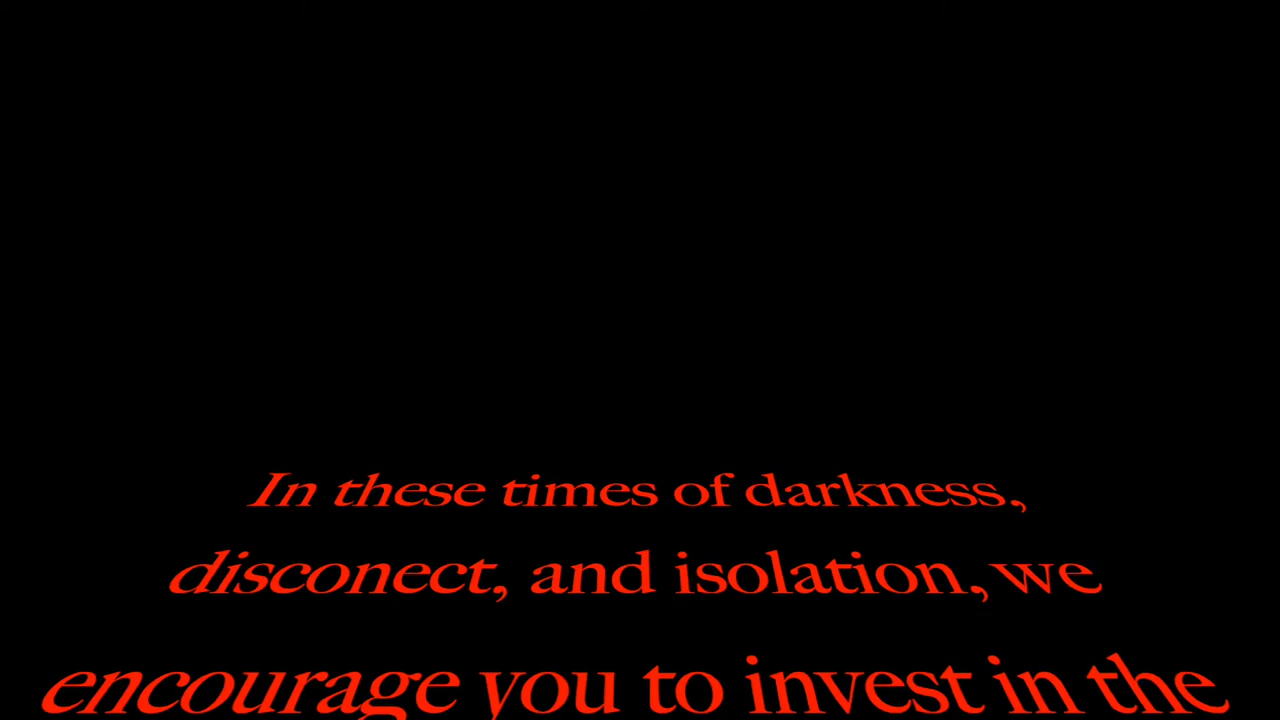 In these times of darkness,
disconect, and isolation, we
encourage you to invest in the